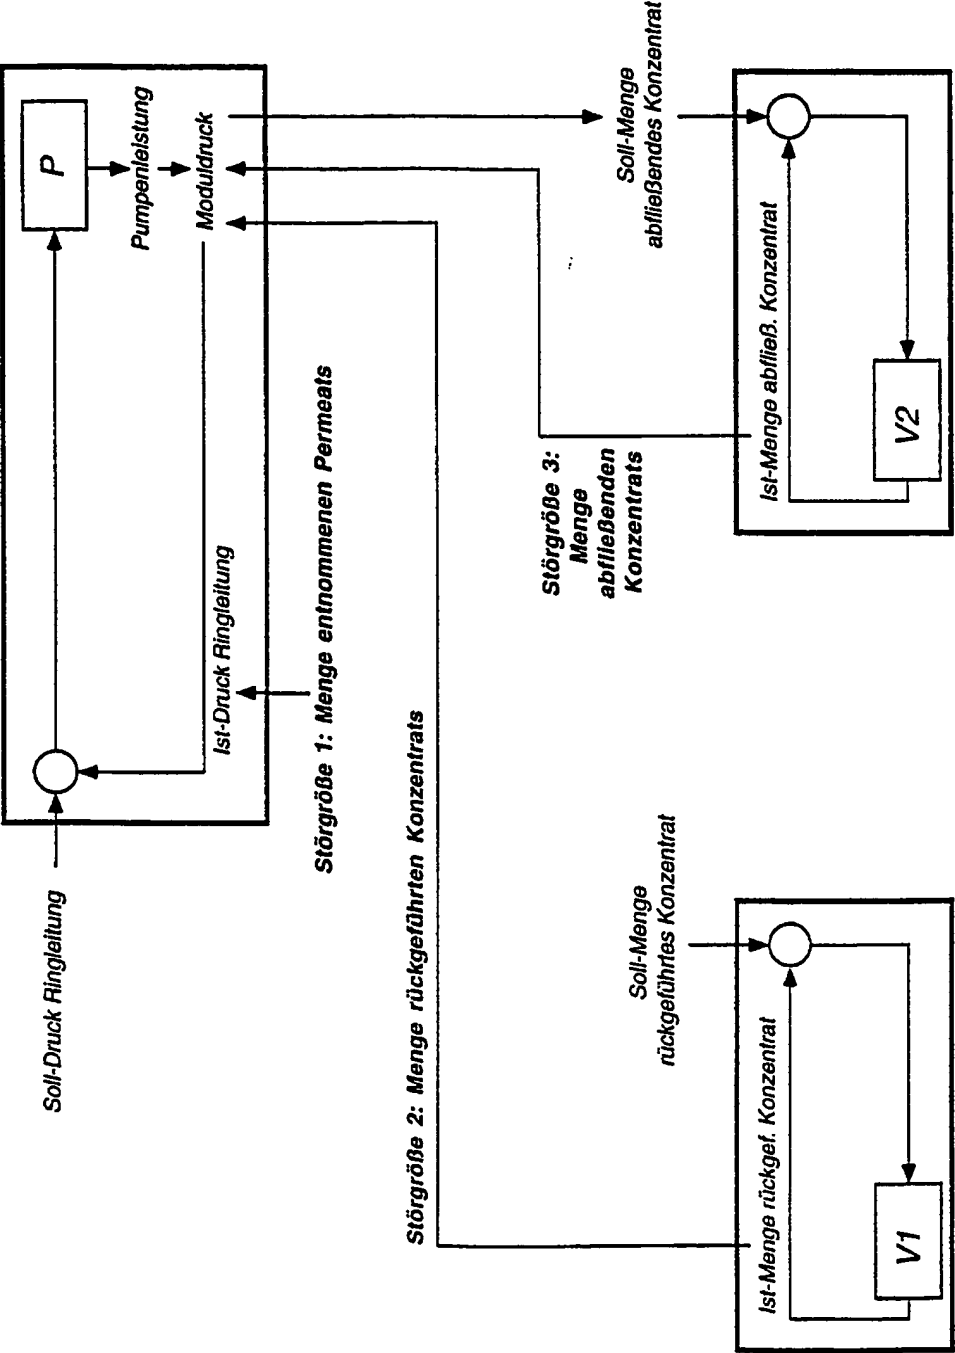 Soll-Druck Ringleitung
P
Pumpenleistung
Moduldruck
Ist-Druck Ringleitung
Störgröße 1: Menge entnommenen Permeats
Störgröße 2: Menge rückgeführten Konzentrats
Störgröße 3:
Menge
abfließenden
Konzentrats
Soll-Menge
rückgeführtes Konzentrat
Ist-Menge rückgef. Konzentrat
V1
Soll-Menge
abfließendes Konzentrat
Ist-Menge abfließ. Konzentrat
V2